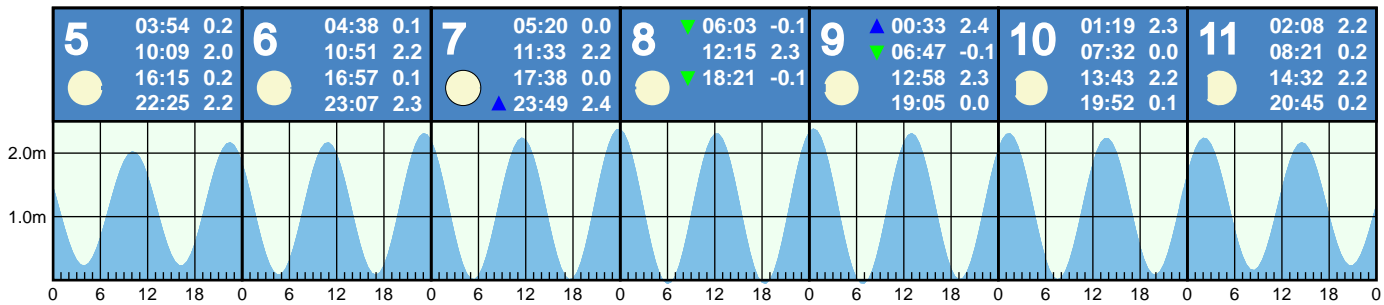 5 03:54 0.2
10:09 2.0
16:15 0.2
22:25 2.2
6 04:38 0.1
10:51 2.2
16:57 0.1
23:07 2.3
7 05:20 0.0
11:33 2.2
17:38 0.0
▲ 23:49 2.4
8 ▼ 06:03 -0.1
12:15 2.3
▼ 18:21 -0.1
9 ▲ 00:33 2.4
▼ 06:47 -0.1
12:58 2.3
19:05 0.0
10 01:19 2.3
07:32 0.0
13:43 2.2
19:52 0.1
11 02:08 2.2
08:21 0.2
14:32 2.2
20:45 0.2
2.0m
1.0m
0 6 12 18 0 6 12 18 0 6 12 18 0 6 12 18 0 6 12 18 0 6 12 18 0 6 12 18 0